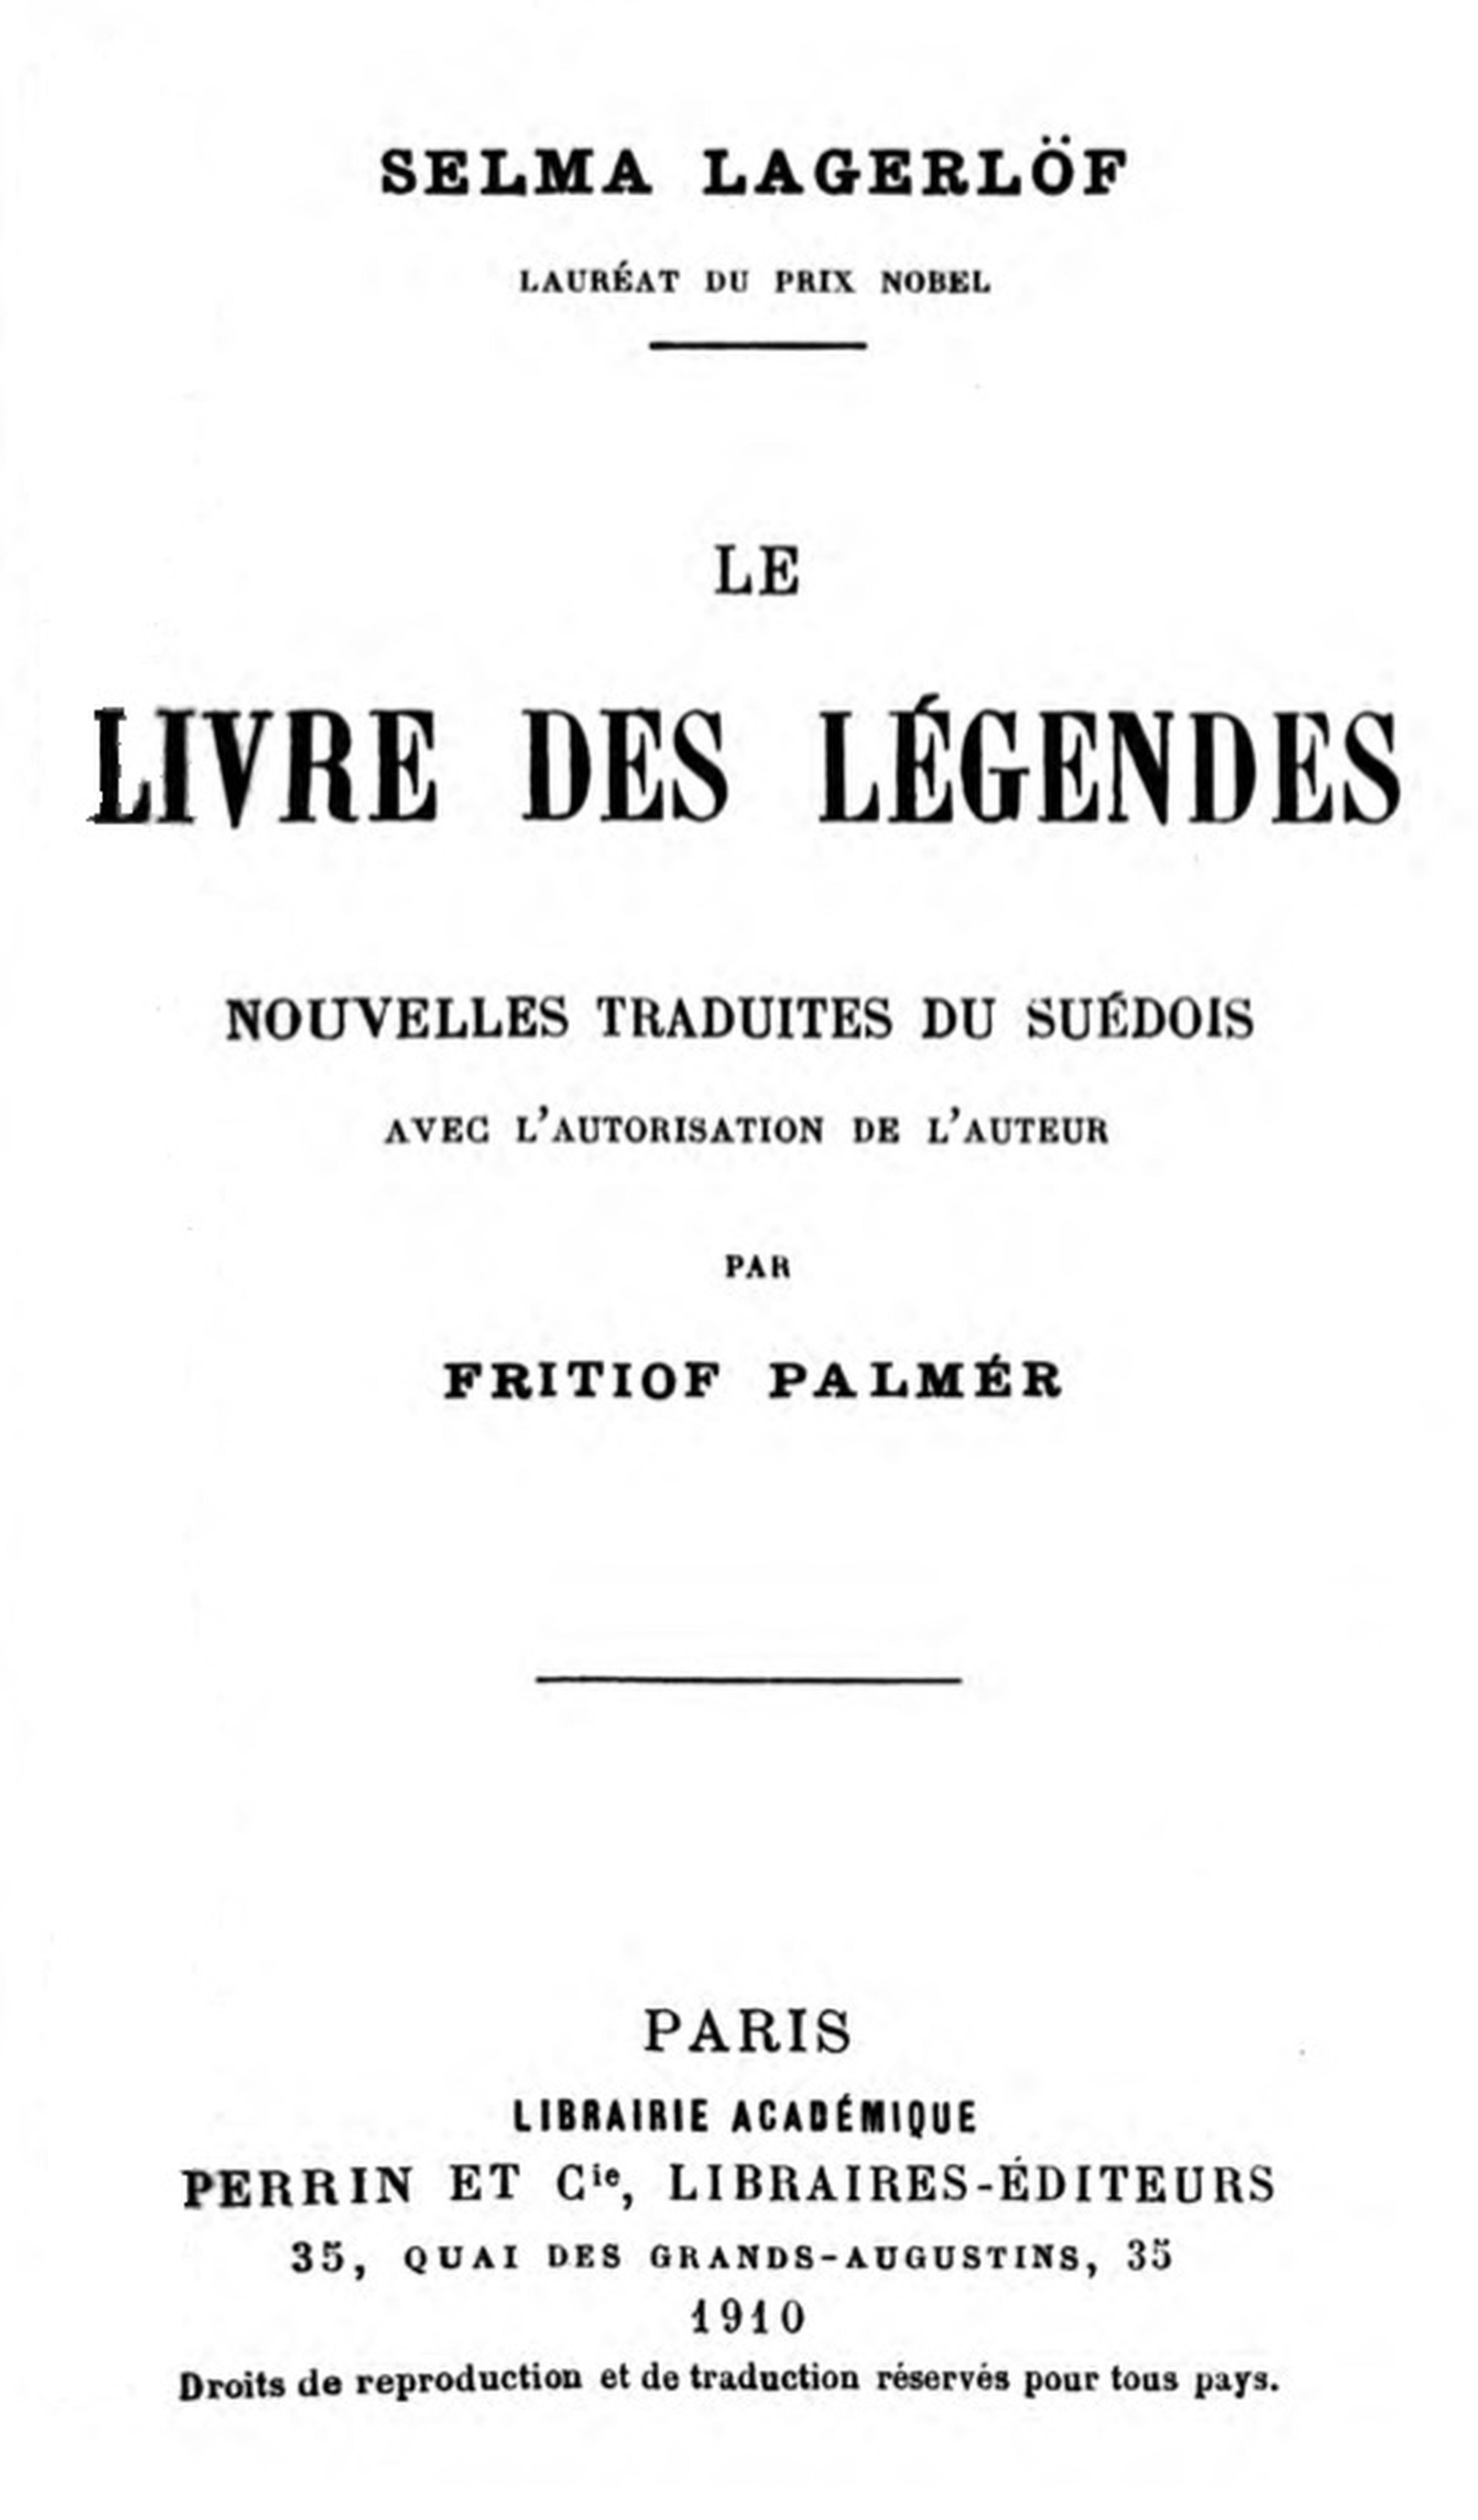 SELMA LAGERLÖF
LAURÉAT DU PRIX NOBEL
LE
LIVRE DES LÉGENDES
NOUVELLES TRADUITES DU SUÉDOIS
AVEC L'AUTORISATION DE L'AUTEUR
PAR
FRITIOF PALMÉR
PARIS
LIBRAIRIE ACADÉMIQUE
PERRIN ET Cie, LIBRAIRES-ÉDITEURS
35, QUAI DES GRANDS-AUGUSTINS, 35
1910
Droits de reproduction et de traduction réservés pour tous pays.